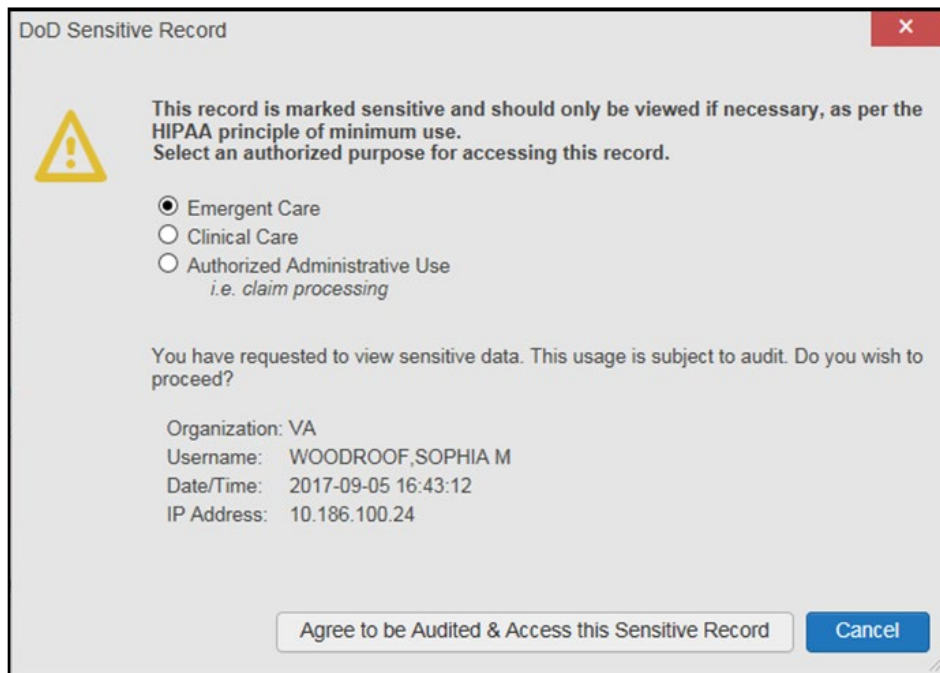 DoD Sensitive Record
This record is marked sensitive and should only be viewed if necessary, as per the
HIPAA principle of minimum use.
Select an authorized purpose for accessing this record.
Emergent Care
Clinical Care
Authorized Administrative Use
i.e. claim processing
You have requested to view sensitive data. This usage is subject to audit. Do you wish to
proceed?
Organization: VA
Username: WOODROOF,SOPHIA M
Date/Time: 2017-09-05 16:43:12
IP Address: 10.186.100.24
Agree to be Audited & Access this Sensitive Record
Cancel